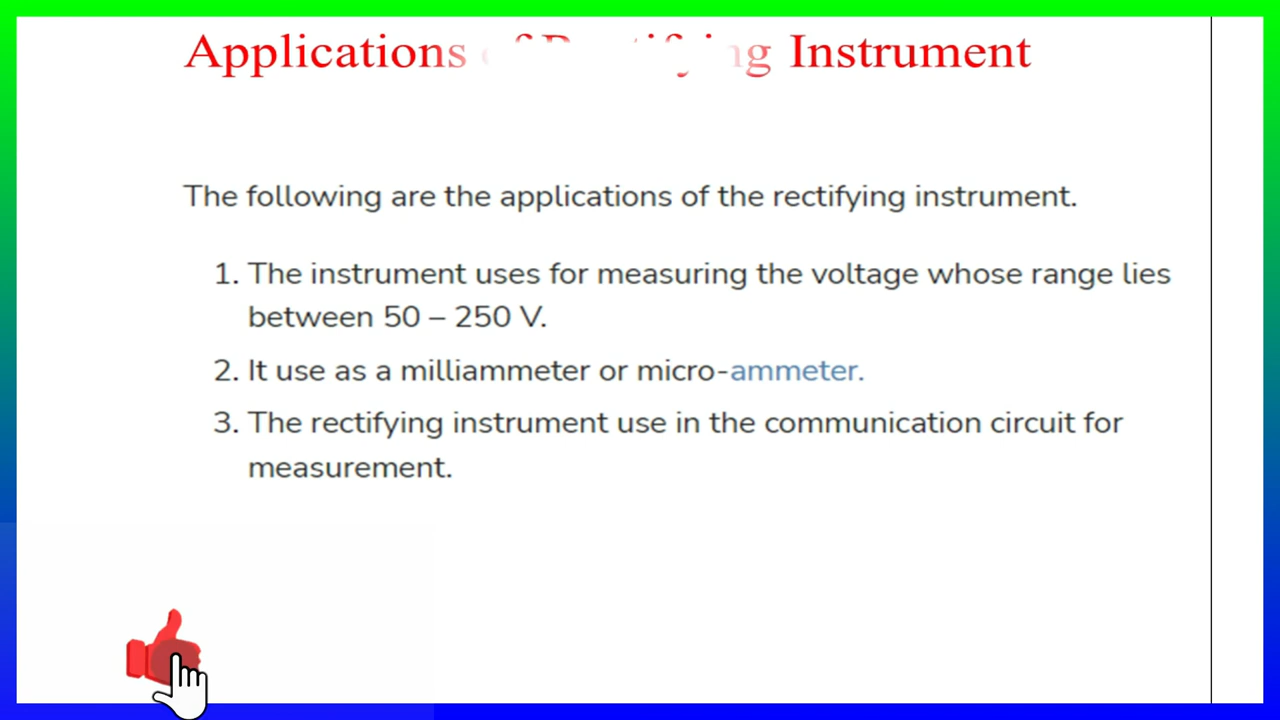 Applications of Rectifying Instrument
The following are the applications of the rectifying instrument.
1. The instrument uses for measuring the voltage whose range lies
between 50 – 250 V.
2. It use as a milliammeter or micro-ammeter.
3. The rectifying instrument use in the communication circuit for
measurement.